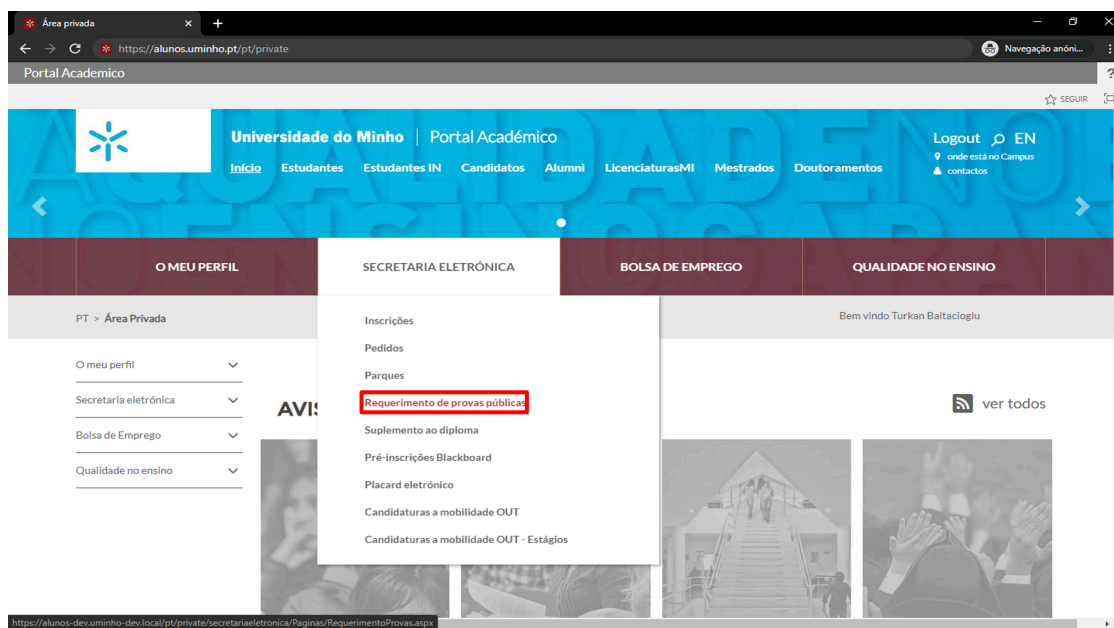 Área privada
https://alunos.uminho.pt/pt/private
Navegação anóni...
Portal Academico
?
SEGUIR
Universidade do Minho | Portal Académico
Logout EN
onde está no Campus
contactos
Início Estudantes Estudantes IN Candidatos Alumni LicenciaturasMI Mestrados Doutoramentos
O MEU PERFIL SECRETARIA ELETRÓNICA BOLSA DE EMPREGO QUALIDADE NO ENSINO
PT > Área Privada
Bem vindo Turkan Baltacioglu
O meu perfil
Secretaria eletrónica
Bolsa de Emprego
Qualidade no ensino
Inscrições
Pedidos
Parques
Requerimento de provas públicas
Suplemento ao diploma
Pré-inscrições Blackboard
Placard eletrónico
Candidaturas a mobilidade OUT
Candidaturas a mobilidade OUT - Estágios
AVIS
ver todos
https://alunos-dev.uminho-dev.local/pt/private/secretariaeletronica/Paginas/RequerimentoProvas.aspx